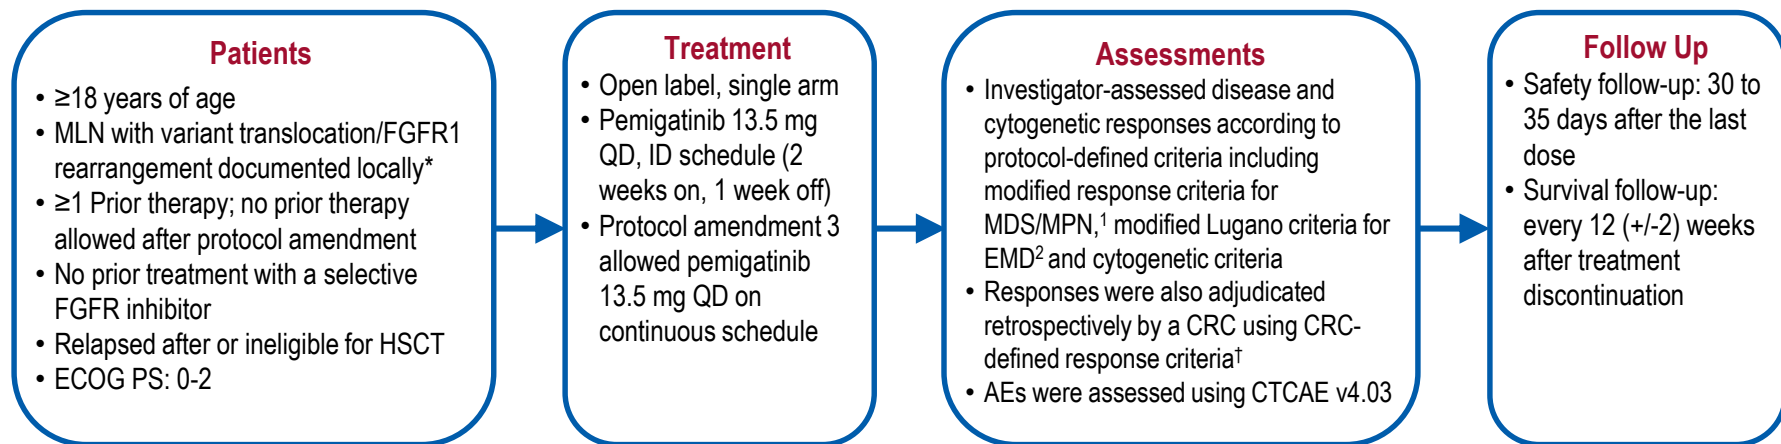 Patients
• ≥18 years of age
• MLN with variant translocation/FGFR1
rearrangement documented locally*
• ≥1 Prior therapy; no prior therapy
allowed after protocol amendment
• No prior treatment with a selective
FGFR inhibitor
• Relapsed after or ineligible for HSCT
• ECOG PS: 0-2
Treatment
• Open label, single arm
• Pemigatinib 13.5 mg
QD, ID schedule (2
weeks on, 1 week off)
• Protocol amendment 3
allowed pemigatinib
13.5 mg QD on
continuous schedule
Assessments
• Investigator-assessed disease and
cytogenetic responses according to
protocol-defined criteria including
modified response criteria for
MDS/MPN,¹ modified Lugano criteria for
EMD² and cytogenetic criteria
• Responses were also adjudicated
retrospectively by a CRC using CRC-
defined response criteria†
• AEs were assessed using CTCAE v4.03
Follow Up
• Safety follow-up: 30 to
35 days after the last
dose
• Survival follow-up:
every 12 (+/-2) weeks
after treatment
discontinuation